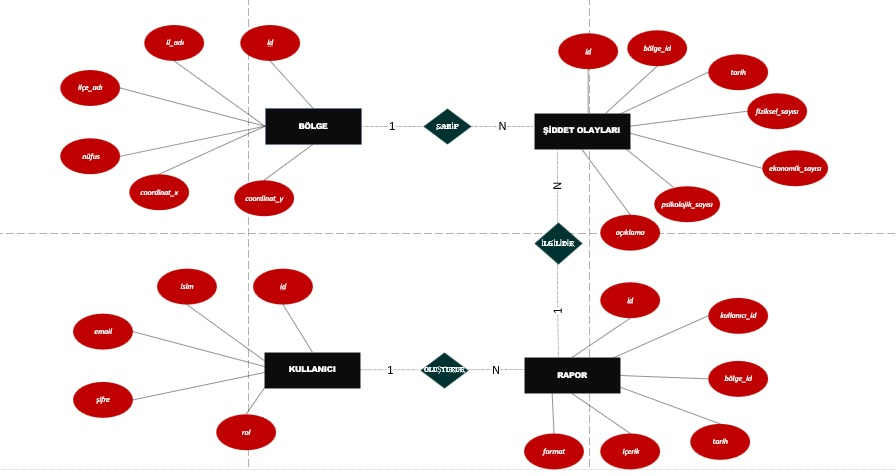 il_adı
id
ilçe_adı
BÖLGE
nüfus
coordinat_x
coordinat_y
1
SAHİP
N
id
bölge_id
tarih
fiziksel_sayısı
ŞİDDET OLAYLARI
ekonomik_sayısı
psikolojik_sayısı
açıklama
N
İLGİLİDİR
1
isim
id
email
KULLANICI
şifre
rol
1
OLUŞTURUR
N
id
kullanıcı_id
RAPOR
bölge_id
tarih
format
içerik